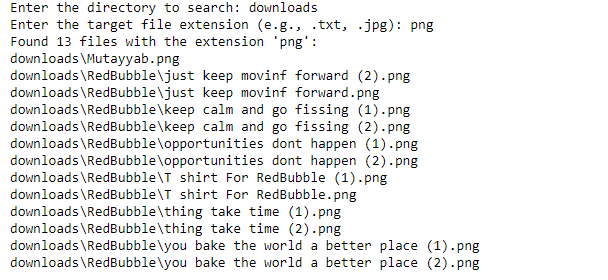 Enter the directory to search: downloads
Enter the target file extension (e.g., .txt, .jpg): png
Found 13 files with the extension 'png':
downloads\Mutayyab.png
downloads\RedBubble\just keep movinf forward (2).png
downloads\RedBubble\just keep movinf forward.png
downloads\RedBubble\keep calm and go fissing (1).png
downloads\RedBubble\keep calm and go fissing (2).png
downloads\RedBubble\opportunities dont happen (1).png
downloads\RedBubble\opportunities dont happen (2).png
downloads\RedBubble\T shirt For RedBubble (1).png
downloads\RedBubble\T shirt For RedBubble.png
downloads\RedBubble\thing take time (1).png
downloads\RedBubble\thing take time (2).png
downloads\RedBubble\you bake the world a better place (1).png
downloads\RedBubble\you bake the world a better place (2).png